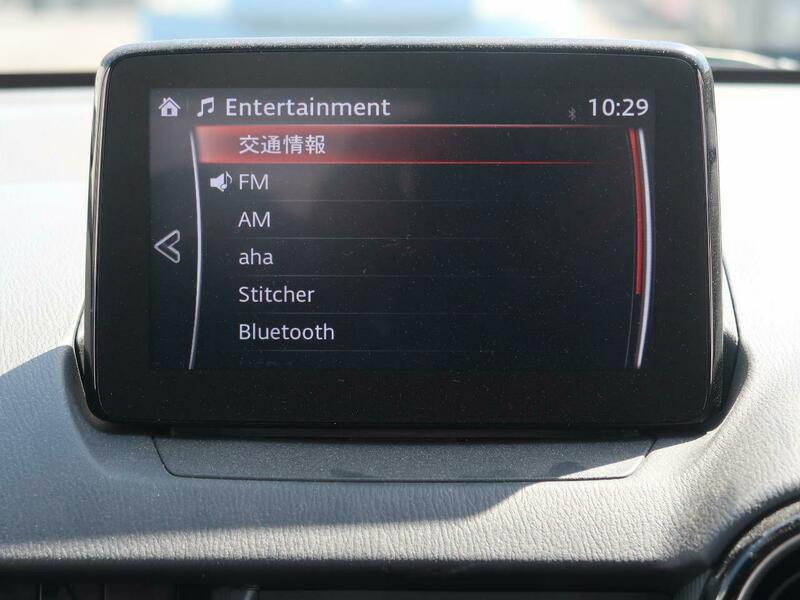 Entertainment 10:29
交通情報
FM
AM
aha
Stitcher
Bluetooth